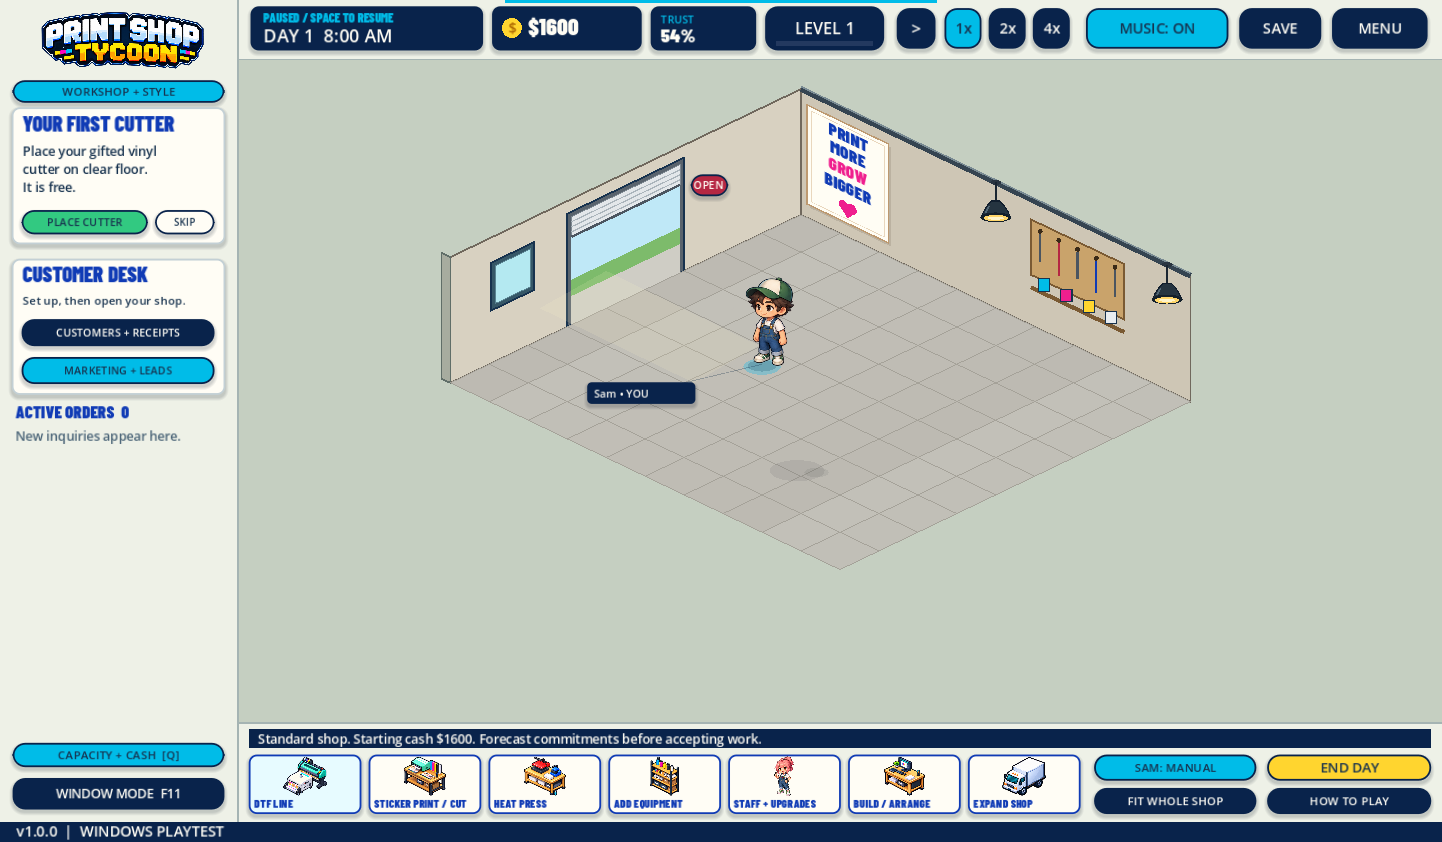 PRINT SHOP
TYCOON
WORKSHOP + STYLE
YOUR FIRST CUTTER
Place your gifted vinyl
cutter on clear floor.
It is free.
PLACE CUTTER
SKIP
CUSTOMER DESK
Set up, then open your shop.
CUSTOMERS + RECEIPTS
MARKETING + LEADS
ACTIVE ORDERS 0
New inquiries appear here.
CAPACITY + CASH [Q]
WINDOW MODE F11
v1.0.0 | WINDOWS PLAYTEST
PAUSED / SPACE TO RESUME
DAY 1 8:00 AM
$ $1600
TRUST
54%
LEVEL 1
>
1x
2x
4x
MUSIC: ON
SAVE
MENU
OPEN
PRINT
MORE
GROW
BIGGER
Sam • YOU
Standard shop. Starting cash $1600. Forecast commitments before accepting work.
DTF LINE
STICKER PRINT / CUT
HEAT PRESS
ADD EQUIPMENT
STAFF + UPGRADES
BUILD / ARRANGE
EXPAND SHOP
SAM: MANUAL
END DAY
FIT WHOLE SHOP
HOW TO PLAY